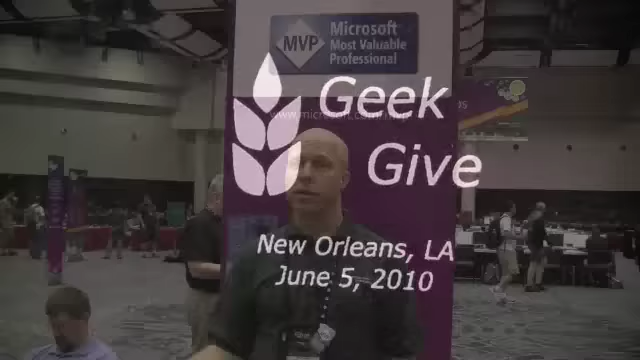 MVP
Microsoft
Most Valuable
Professional
Geek
Give
New Orleans, LA
June 5, 2010